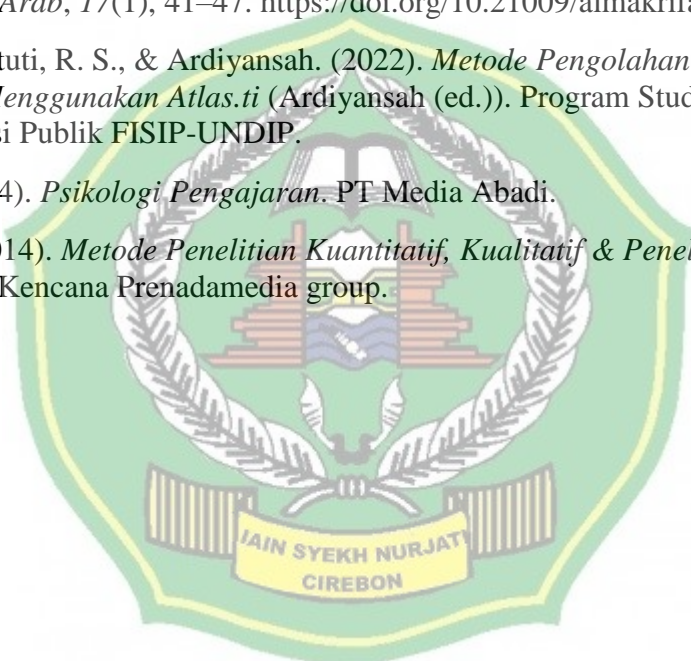 Arab, 17(1), 41–47. https://doi.org/10.21009/almakrifa
tuti, R. S., & Ardiyansah. (2022). Metode Pengolahan
Menggunakan Atlas.ti (Ardiyansah (ed.)). Program Stud
si Publik FISIP-UNDIP.
4). Psikologi Pengajaran. PT Media Abadi.
014). Metode Penelitian Kuantitatif, Kualitatif & Penel
Kencana Prenadamedia group.
IAIN SYEKH NURJATI
CIREBON